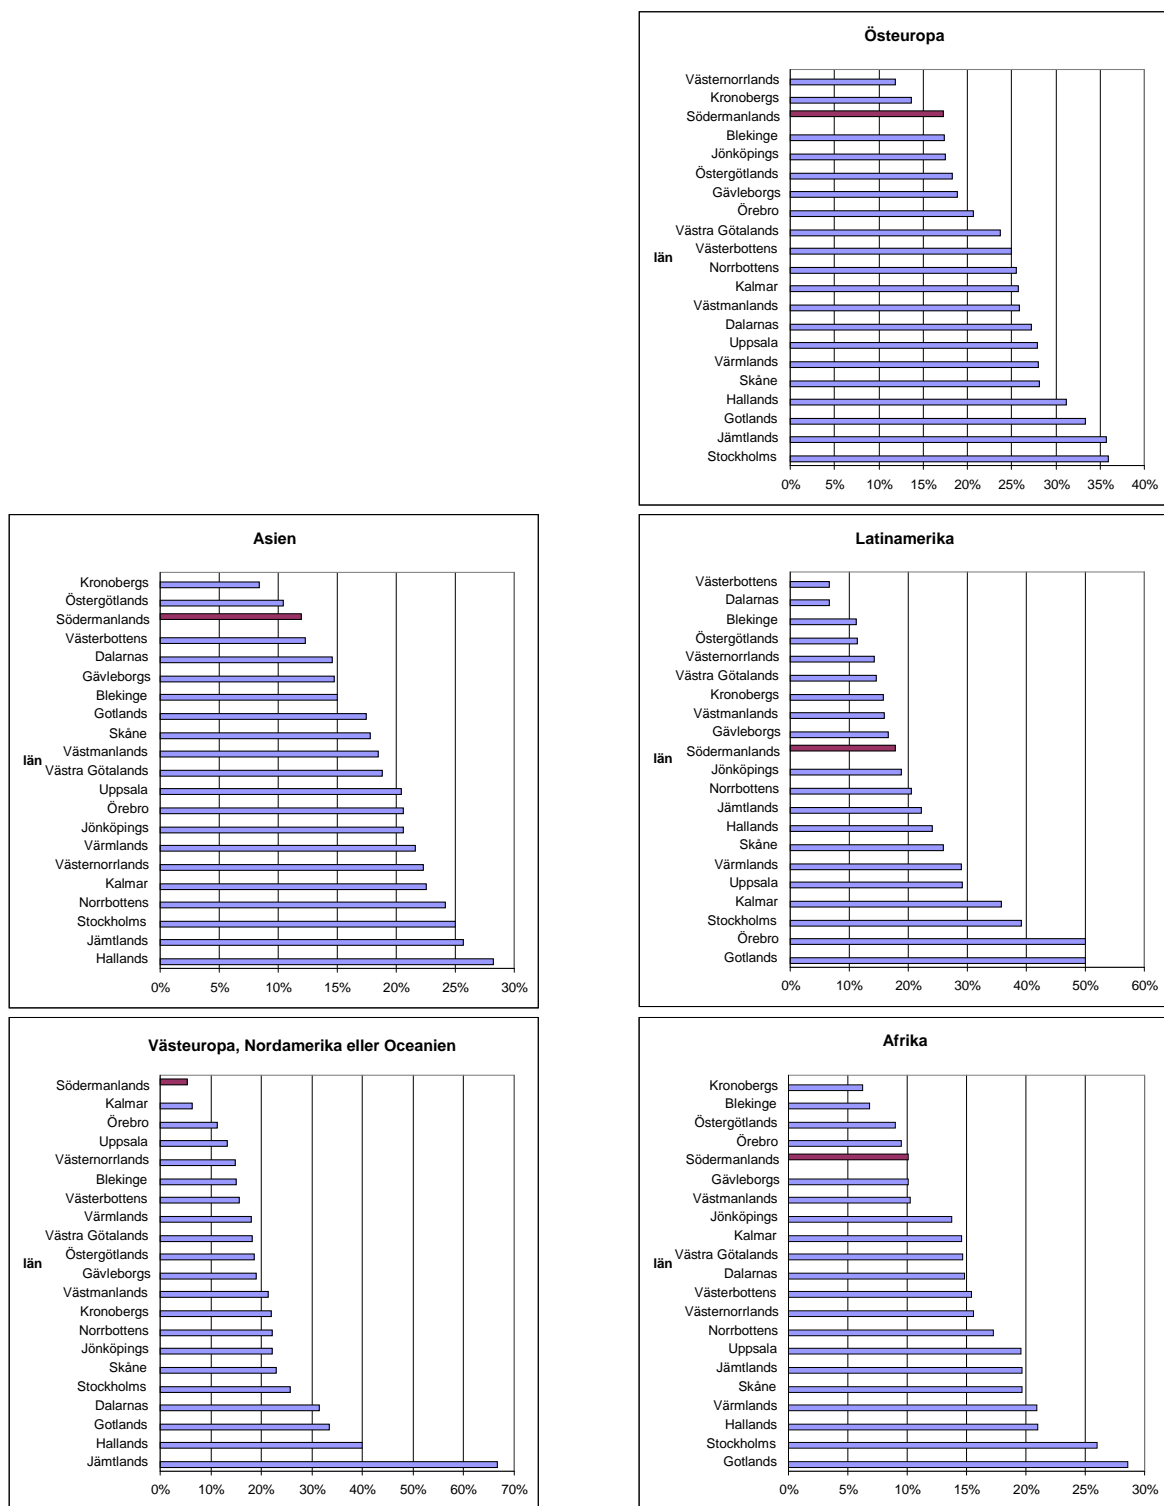 Östeuropa
Västernorrlands
Kronobergs
Södermanlands
Blekinge
Jönköpings
Östergötlands
Gävleborgs
Örebro
Västra Götalands
Västerbottens
län
Norrbottens
Kalmar
Västmanlands
Dalarnas
Uppsala
Värmlands
Skåne
Hallands
Gotlands
Jämtlands
Stockholms
0% 5% 10% 15% 20% 25% 30% 35% 40%
Asien
Kronobergs
Östergötlands
Södermanlands
Västerbottens
Dalarnas
Gävleborgs
Blekinge
Gotlands
Skåne
Västmanlands
län
Västra Götalands
Uppsala
Örebro
Jönköpings
Värmlands
Västernorrlands
Kalmar
Norrbottens
Stockholms
Jämtlands
Hallands
0% 5% 10% 15% 20% 25% 30%
Latinamerika
Västerbottens
Dalarnas
Blekinge
Östergötlands
Västernorrlands
Västra Götalands
Kronobergs
Västmanlands
Gävleborgs
Södermanlands
län
Jönköpings
Norrbottens
Jämtlands
Hallands
Skåne
Värmlands
Uppsala
Kalmar
Stockholms
Örebro
Gotlands
0% 10% 20% 30% 40% 50% 60%
Västeuropa, Nordamerika eller Oceanien
Södermanlands
Kalmar
Örebro
Uppsala
Västernorrlands
Blekinge
Västerbottens
Värmlands
Västra Götalands
Östergötlands
län
Gävleborgs
Västmanlands
Kronobergs
Norrbottens
Jönköpings
Skåne
Stockholms
Dalarnas
Gotlands
Hallands
Jämtlands
0% 10% 20% 30% 40% 50% 60% 70%
Afrika
Kronobergs
Blekinge
Östergötlands
Örebro
Södermanlands
Gävleborgs
Västmanlands
Jönköpings
Kalmar
Västra Götalands
län
Dalarnas
Västerbottens
Västernorrlands
Norrbottens
Uppsala
Jämtlands
Skåne
Värmlands
Hallands
Stockholms
Gotlands
0% 5% 10% 15% 20% 25% 30%